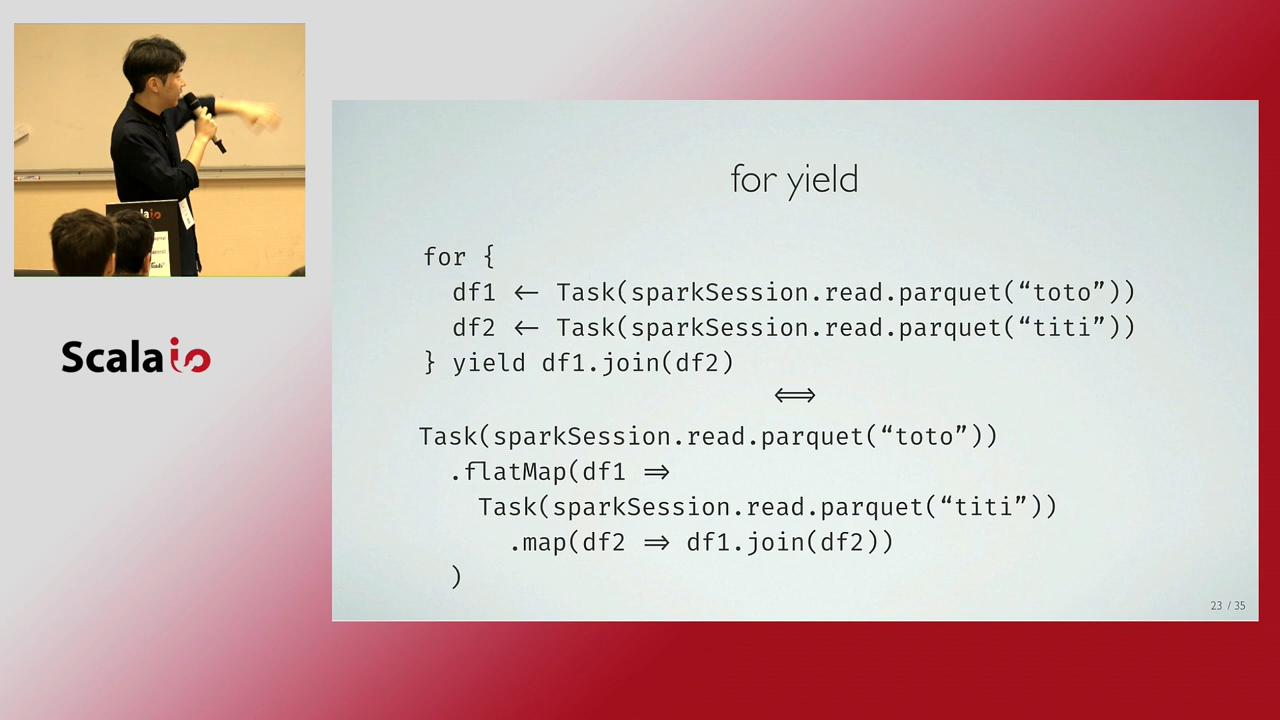 Scala.io
for yield
for {
df1 ← Task(sparkSession.read.parquet(“toto”))
df2 ← Task(sparkSession.read.parquet(“titi”))
} yield df1.join(df2)
⟺
Task(sparkSession.read.parquet(“toto”))
.flatMap(df1 ⇒
Task(sparkSession.read.parquet(“titi”))
.map(df2 ⇒ df1.join(df2))
)
23 / 35